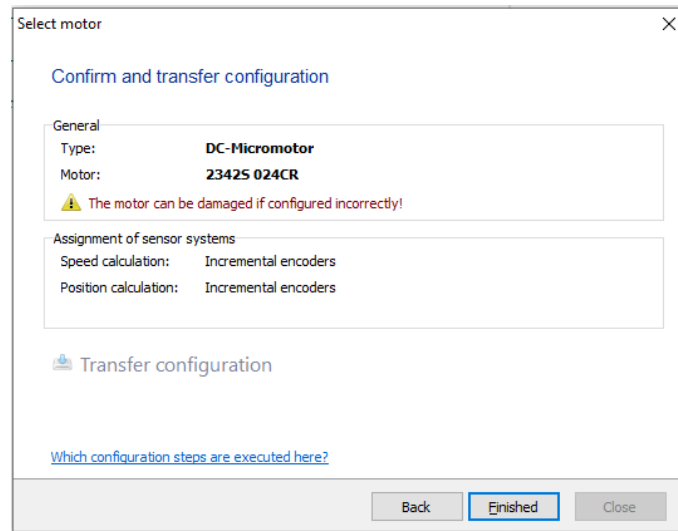 Select motor
Confirm and transfer configuration
General
Type: DC-Micromotor
Motor: 2342S 024CR
The motor can be damaged if configured incorrectly!
Assignment of sensor systems
Speed calculation: Incremental encoders
Position calculation: Incremental encoders
Transfer configuration
Which configuration steps are executed here?
Back Finished Close